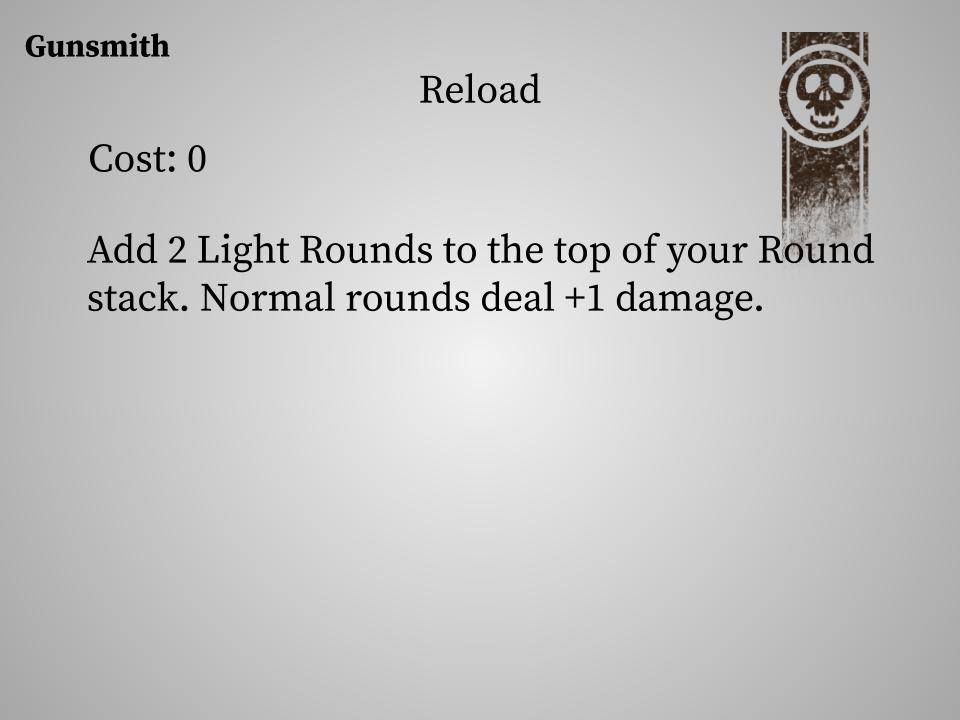 Gunsmith
Reload
Cost: 0
Add 2 Light Rounds to the top of your Round
stack. Normal rounds deal +1 damage.